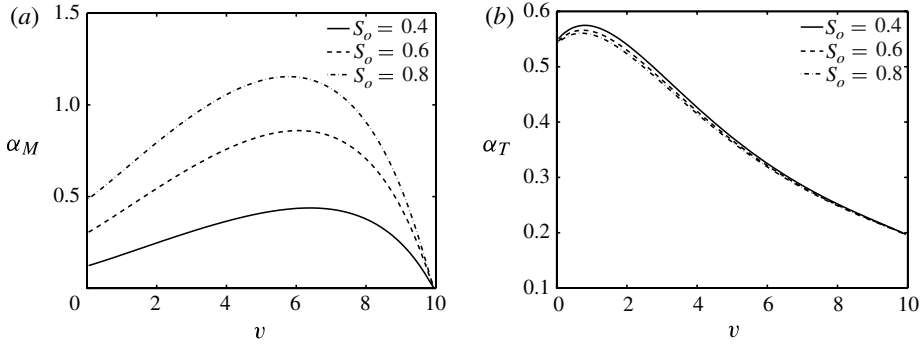 (a)
1.5
1.0
0.5
0
α_M
S_o = 0.4
S_o = 0.6
S_o = 0.8
0 2 4 6 8 10
v
(b)
0.6
0.5
0.4
0.3
0.2
0.1
α_T
S_o = 0.4
S_o = 0.6
S_o = 0.8
0 2 4 6 8 10
v